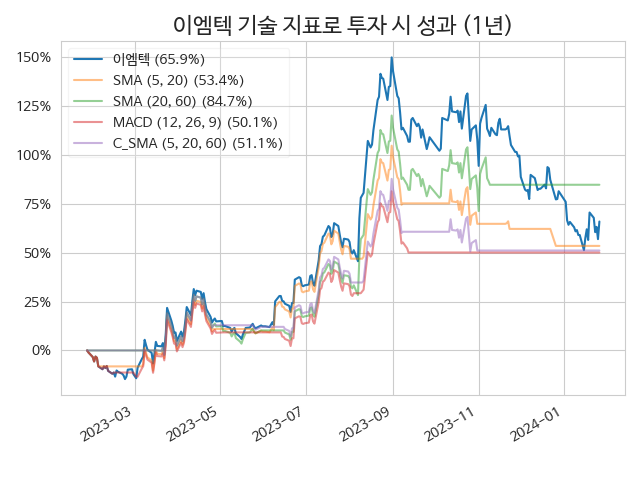 이엠텍 기술 지표로 투자 시 성과 (1년)
150%
125%
100%
75%
50%
25%
0%
이엠텍 (65.9%)
SMA (5, 20) (53.4%)
SMA (20, 60) (84.7%)
MACD (12, 26, 9) (50.1%)
C_SMA (5, 20, 60) (51.1%)
2023-03
2023-05
2023-07
2023-09
2023-11
2024-01